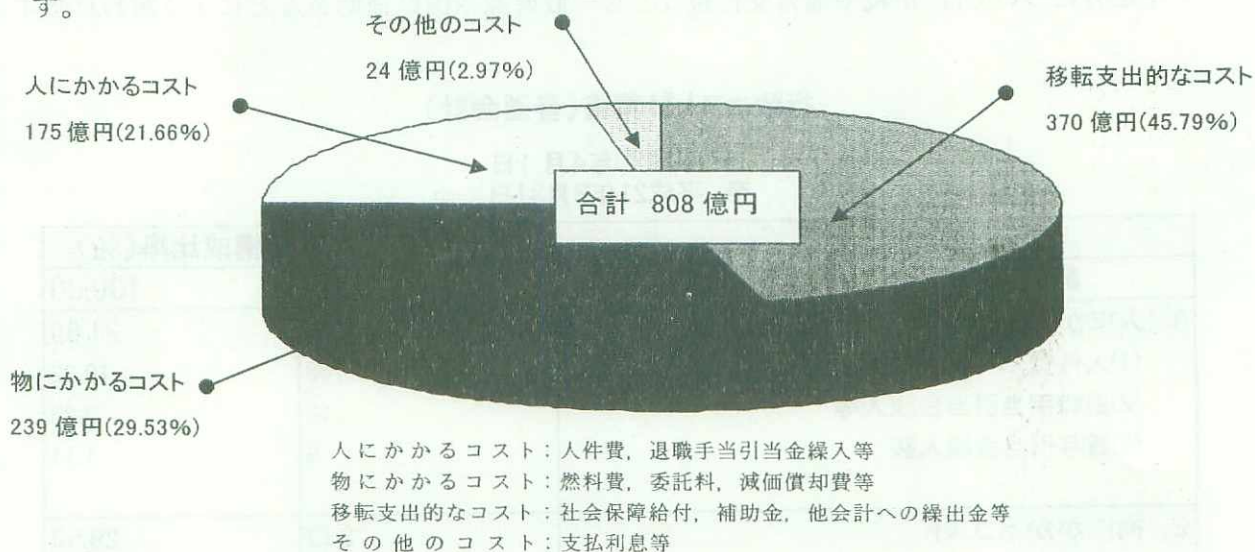 す。
その他のコスト
24 億円(2.97%)
人にかかるコスト
175 億円(21.66%)
移転支出的なコスト
370 億円(45.79%)
合計 808 億円
物にかかるコスト
239 億円(29.53%)
人にかかるコスト：人件費，退職手当引当金繰入等
物にかかるコスト：燃料費，委託料，減価償却費等
移転支出的なコスト：社会保障給付，補助金，他会計への繰出金等
その他のコスト：支払利息等